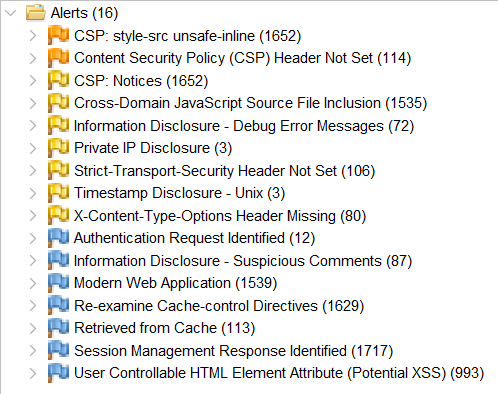 Alerts (16)
CSP: style-src unsafe-inline (1652)
Content Security Policy (CSP) Header Not Set (114)
CSP: Notices (1652)
Cross-Domain JavaScript Source File Inclusion (1535)
Information Disclosure - Debug Error Messages (72)
Private IP Disclosure (3)
Strict-Transport-Security Header Not Set (106)
Timestamp Disclosure - Unix (3)
X-Content-Type-Options Header Missing (80)
Authentication Request Identified (12)
Information Disclosure - Suspicious Comments (87)
Modern Web Application (1539)
Re-examine Cache-control Directives (1629)
Retrieved from Cache (113)
Session Management Response Identified (1717)
User Controllable HTML Element Attribute (Potential XSS) (993)